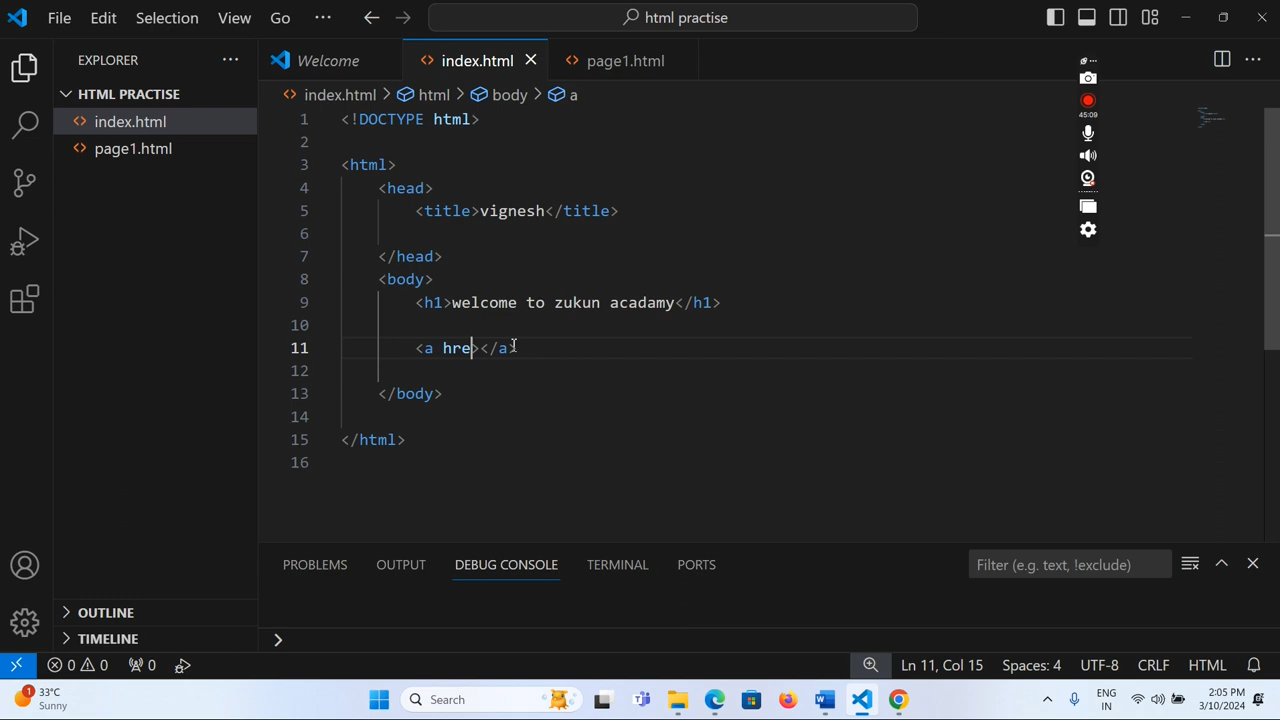 File Edit Selection View Go ··· html practise
EXPLORER ···
HTML PRACTISE
index.html
page1.html
OUTLINE
TIMELINE
Welcome index.html page1.html
index.html > html > body > a
1 <!DOCTYPE html>
2
3 <html>
4 <head>
5 <title>vignesh</title>
6
7 </head>
8 <body>
9 <h1>welcome to zukun acadamy</h1>
10
11 <a hre></a>
12
13 </body>
14
15 </html>
16
45:09
PROBLEMS OUTPUT DEBUG CONSOLE TERMINAL PORTS Filter (e.g. text, !exclude)
>
0 0 0 Ln 11, Col 15 Spaces: 4 UTF-8 CRLF HTML
1 33°C Sunny Search ENG IN 2:05 PM 3/10/2024